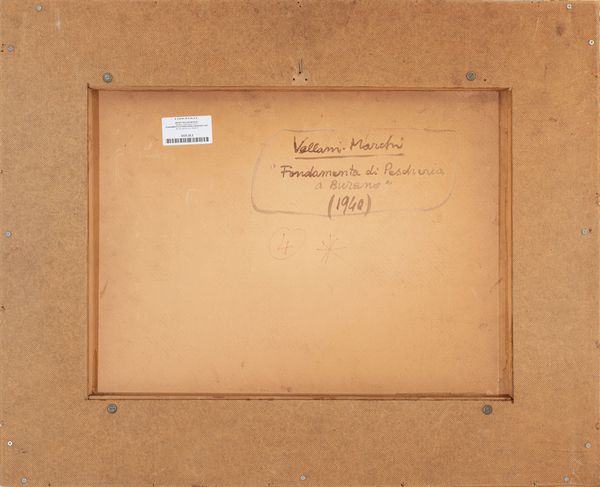 Vellani-Marchi
"Fondamenta di Pescheria
a Burano"
(1940)
4